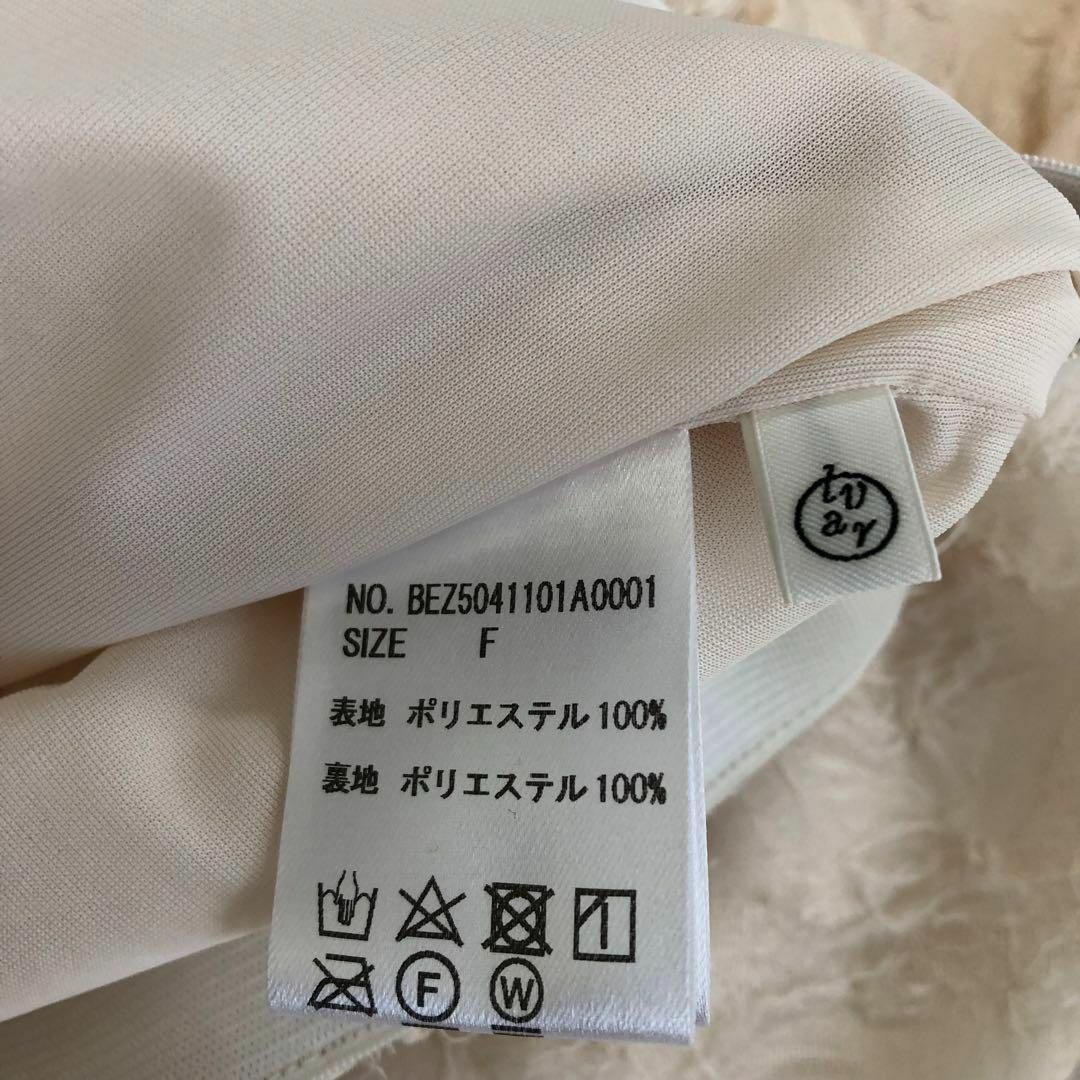 tv
ar
NO. BEZ5041101A0001
SIZE F
表地 ポリエステル 100%
裏地 ポリエステル 100%
F
W